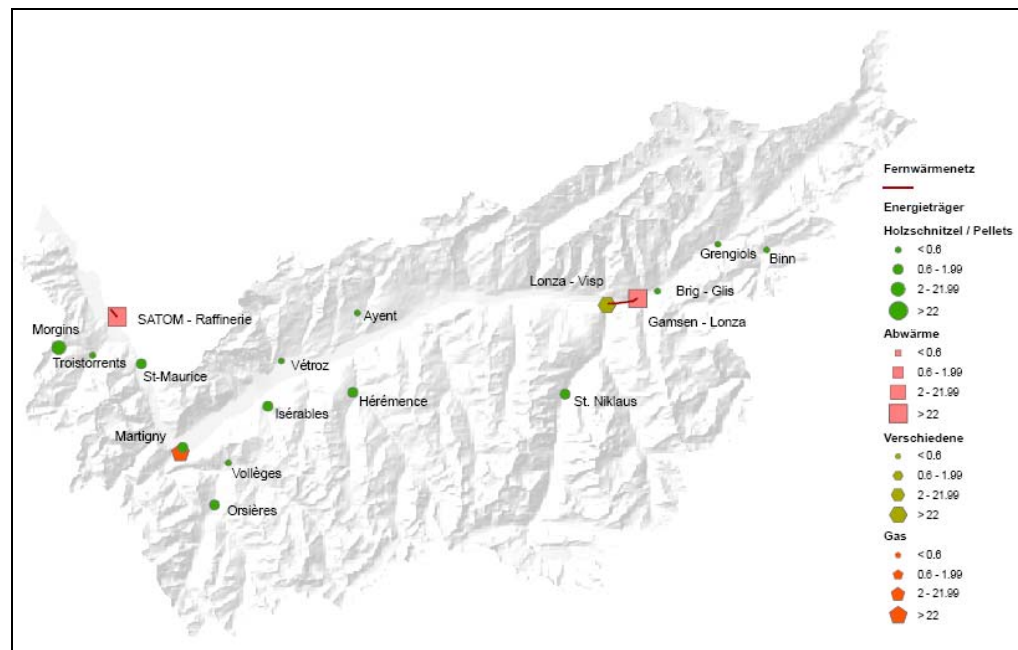 Fernwärmenetz
Energieträger
Holzschnitzel / Pellets
< 0.6
0.6 - 1.99
2 - 21.99
> 22
Abwärme
< 0.6
0.6 - 1.99
2 - 21.99
> 22
Verschiedene
< 0.6
0.6 - 1.99
2 - 21.99
> 22
Gas
< 0.6
0.6 - 1.99
2 - 21.99
> 22
Grengiols
Binn
Lonza - Visp
Brig - Glis
Gamsen - Lonza
SATOM - Raffinerie
Ayent
Morgins
Troistorrents
St-Maurice
Vétroz
Isérables
Hérémence
St. Niklaus
Martigny
Vollèges
Orsières